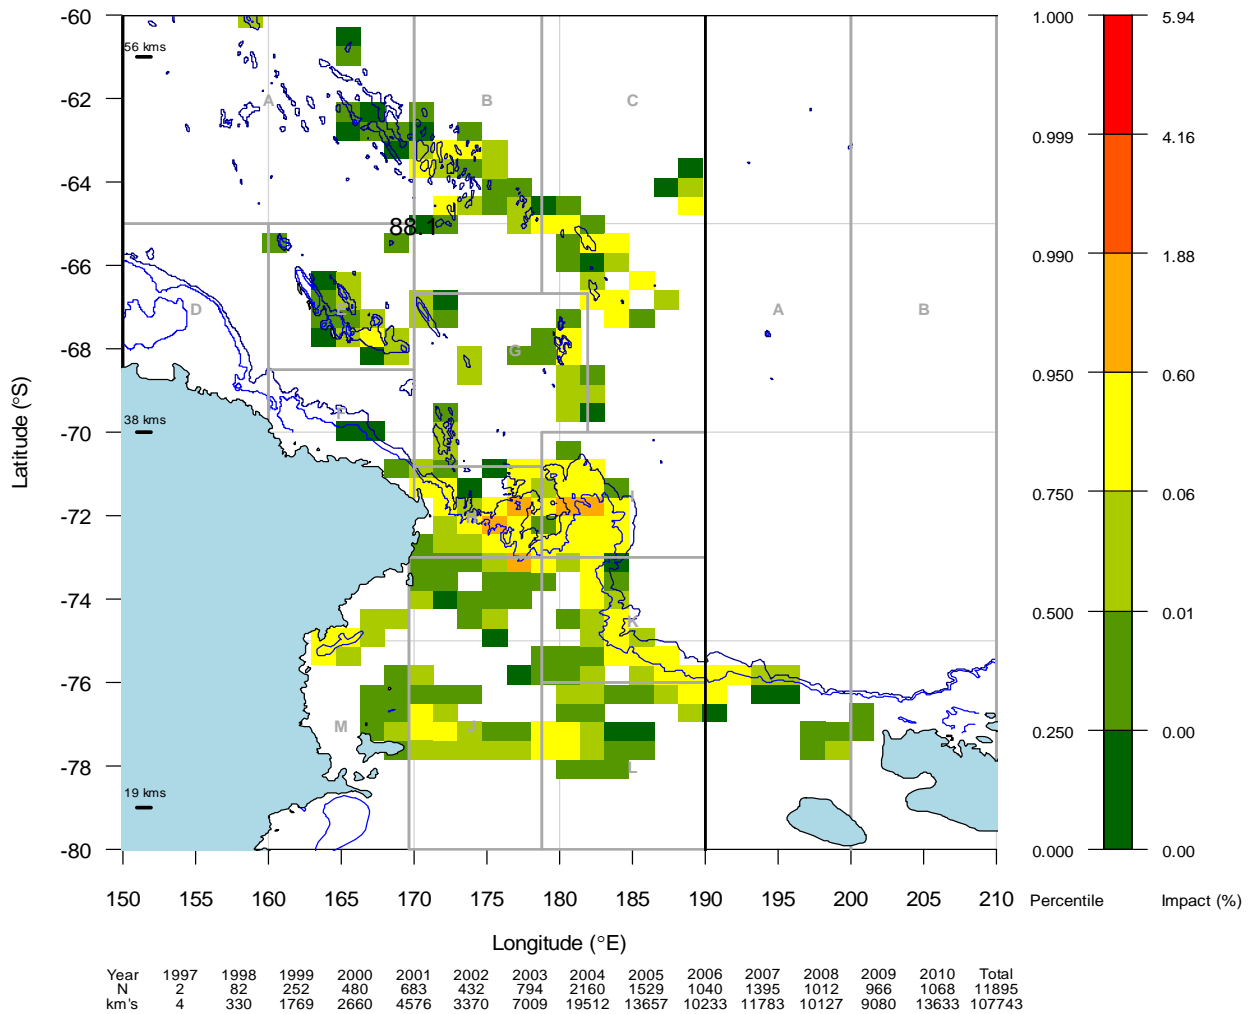 -60
-62
-64
-66
-68
-70
-72
-74
-76
-78
-80
Latitude (°S)
56 kms
38 kms
19 kms
A
B
C
88.1
D
E
G
A
B
F
H
I
K
M
J
L
150
160
165
170
175
180
185
190
195
200
205
210
Longitude (°E)
1.000 5.94
0.999 4.16
0.990 1.88
0.950 0.60
0.750 0.06
0.500 0.01
0.250 0.00
0.000 0.00
Percentile Impact (%)
Year 1997 1998 1999 2000 2001 2002 2003 2004 2005 2006 2007 2008 2009 2010 Total
N 2 82 252 480 683 432 794 2160 1529 1040 1395 1012 966 1068 11895
km's 4 330 1769 2660 4576 3370 7009 19512 13657 10233 11783 10127 9080 13633 107743